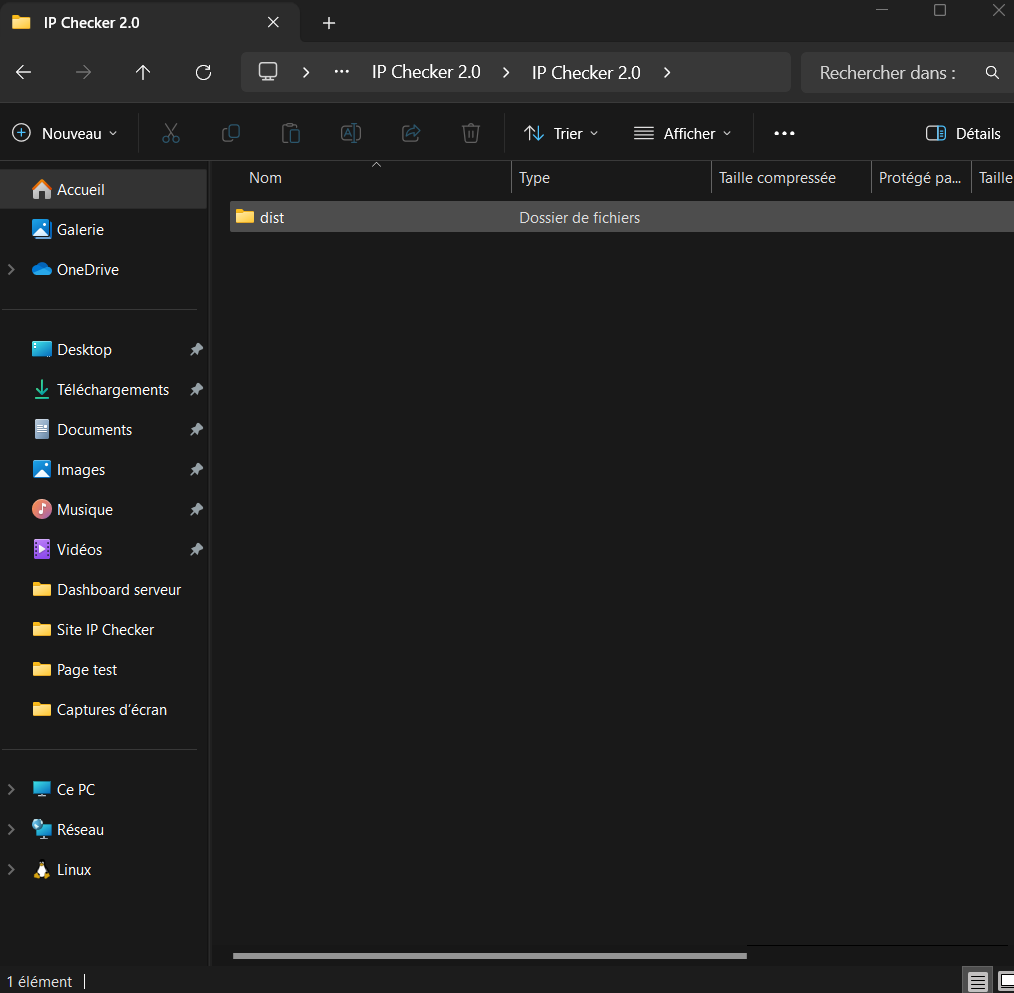 IP Checker 2.0
IP Checker 2.0 IP Checker 2.0 Rechercher dans :
Nouveau Trier Afficher Détails
Nom Type Taille compressée Protégé pa... Taille
dist Dossier de fichiers
Accueil
Galerie
OneDrive
Desktop
Téléchargements
Documents
Images
Musique
Vidéos
Dashboard serveur
Site IP Checker
Page test
Captures d’écran
Ce PC
Réseau
Linux
1 élément